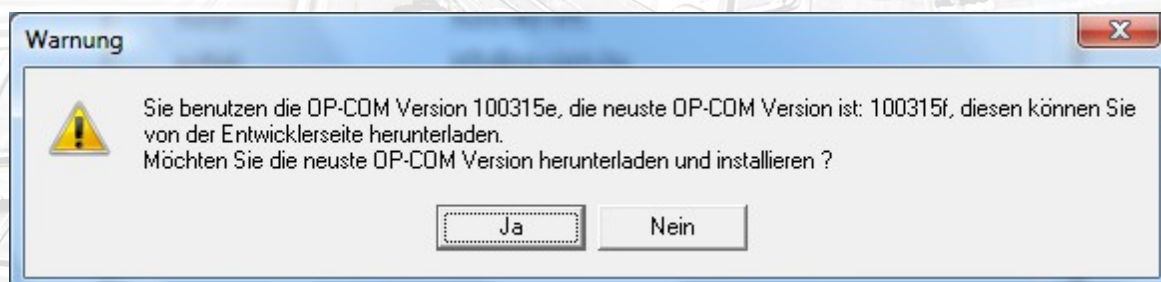 Warnung
Sie benutzen die OP-COM Version 100315e, die neuste OP-COM Version ist: 100315f, diesen können Sie
von der Entwicklerseite herunterladen.
Möchten Sie die neuste OP-COM Version herunterladen und installieren ?
Ja Nein